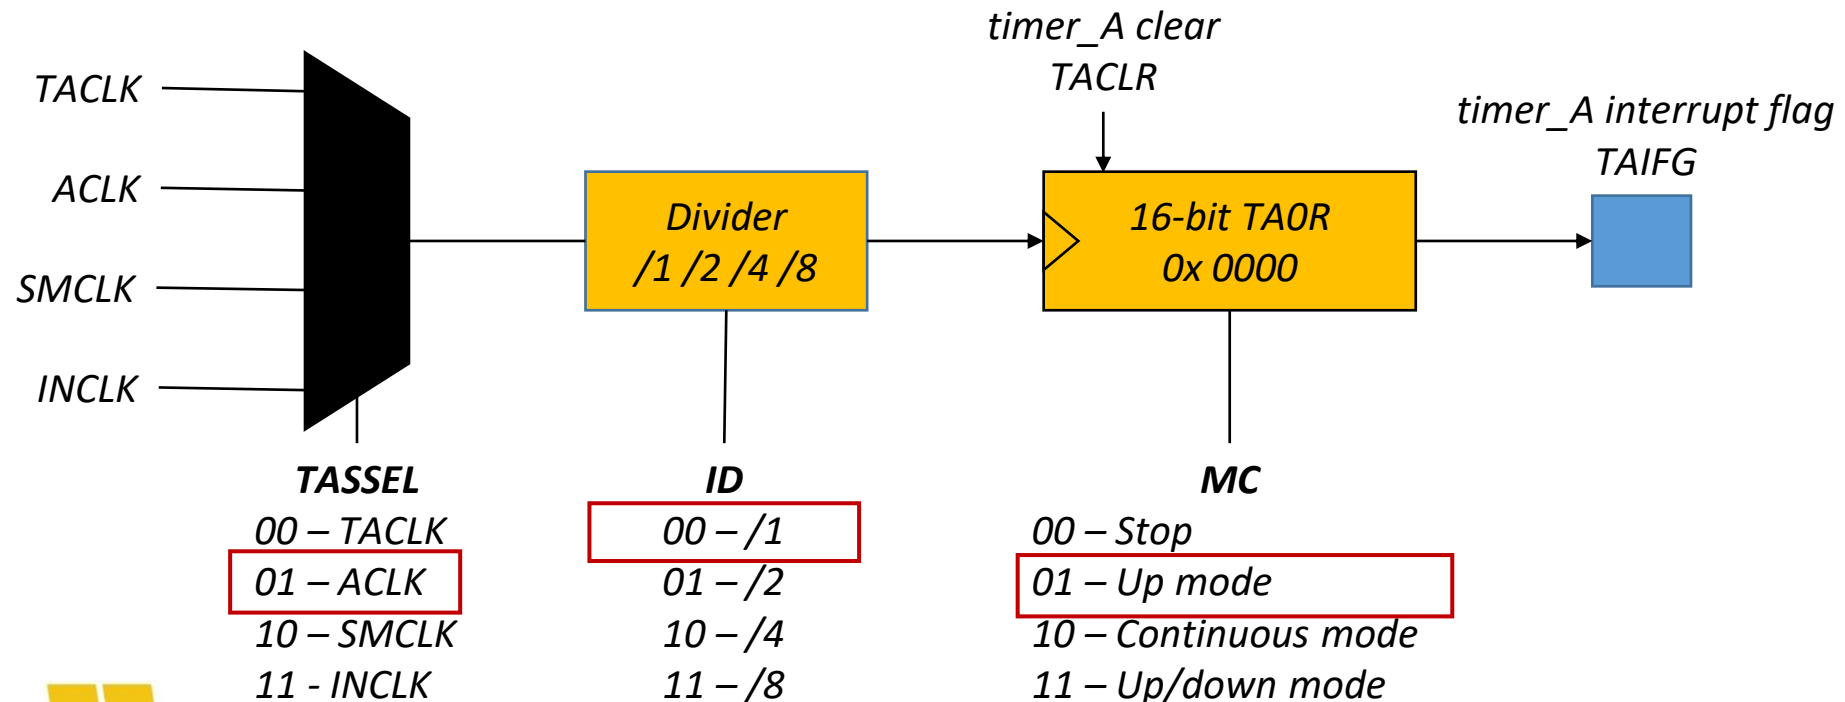 timer_A clear
TACLR
TACLK
ACLK
SMCLK
INCLK
Divider
/1 /2 /4 /8
16-bit TA0R
0x 0000
timer_A interrupt flag
TAIFG
TASSEL
00 – TACLK
01 – ACLK
10 – SMCLK
11 - INCLK
ID
00 – /1
01 – /2
10 – /4
11 – /8
MC
00 – Stop
01 – Up mode
10 – Continuous mode
11 – Up/down mode